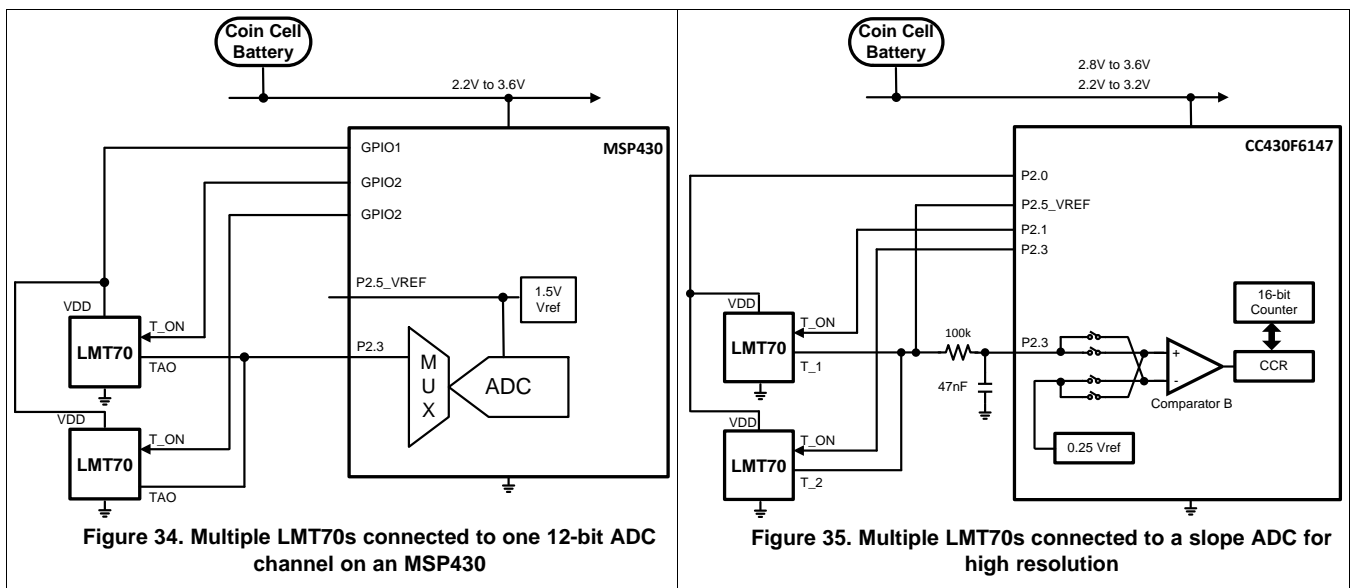 Coin Cell
Battery
2.2V to 3.6V
MSP430
GPIO1
GPIO2
GPIO2
P2.5_VREF
1.5V
Vref
VDD
T_ON
LMT70
TAO
P2.3
M
U
X
ADC
VDD
T_ON
LMT70
TAO
Figure 34. Multiple LMT70s connected to one 12-bit ADC
channel on an MSP430
Coin Cell
Battery
2.8V to 3.6V
2.2V to 3.2V
CC430F6147
P2.0
P2.5_VREF
P2.1
P2.3
VDD
T_ON
LMT70
T_1
100k
47nF
P2.3
+
-
Comparator B
16-bit
Counter
CCR
0.25 Vref
VDD
T_ON
LMT70
T_2
Figure 35. Multiple LMT70s connected to a slope ADC for
high resolution